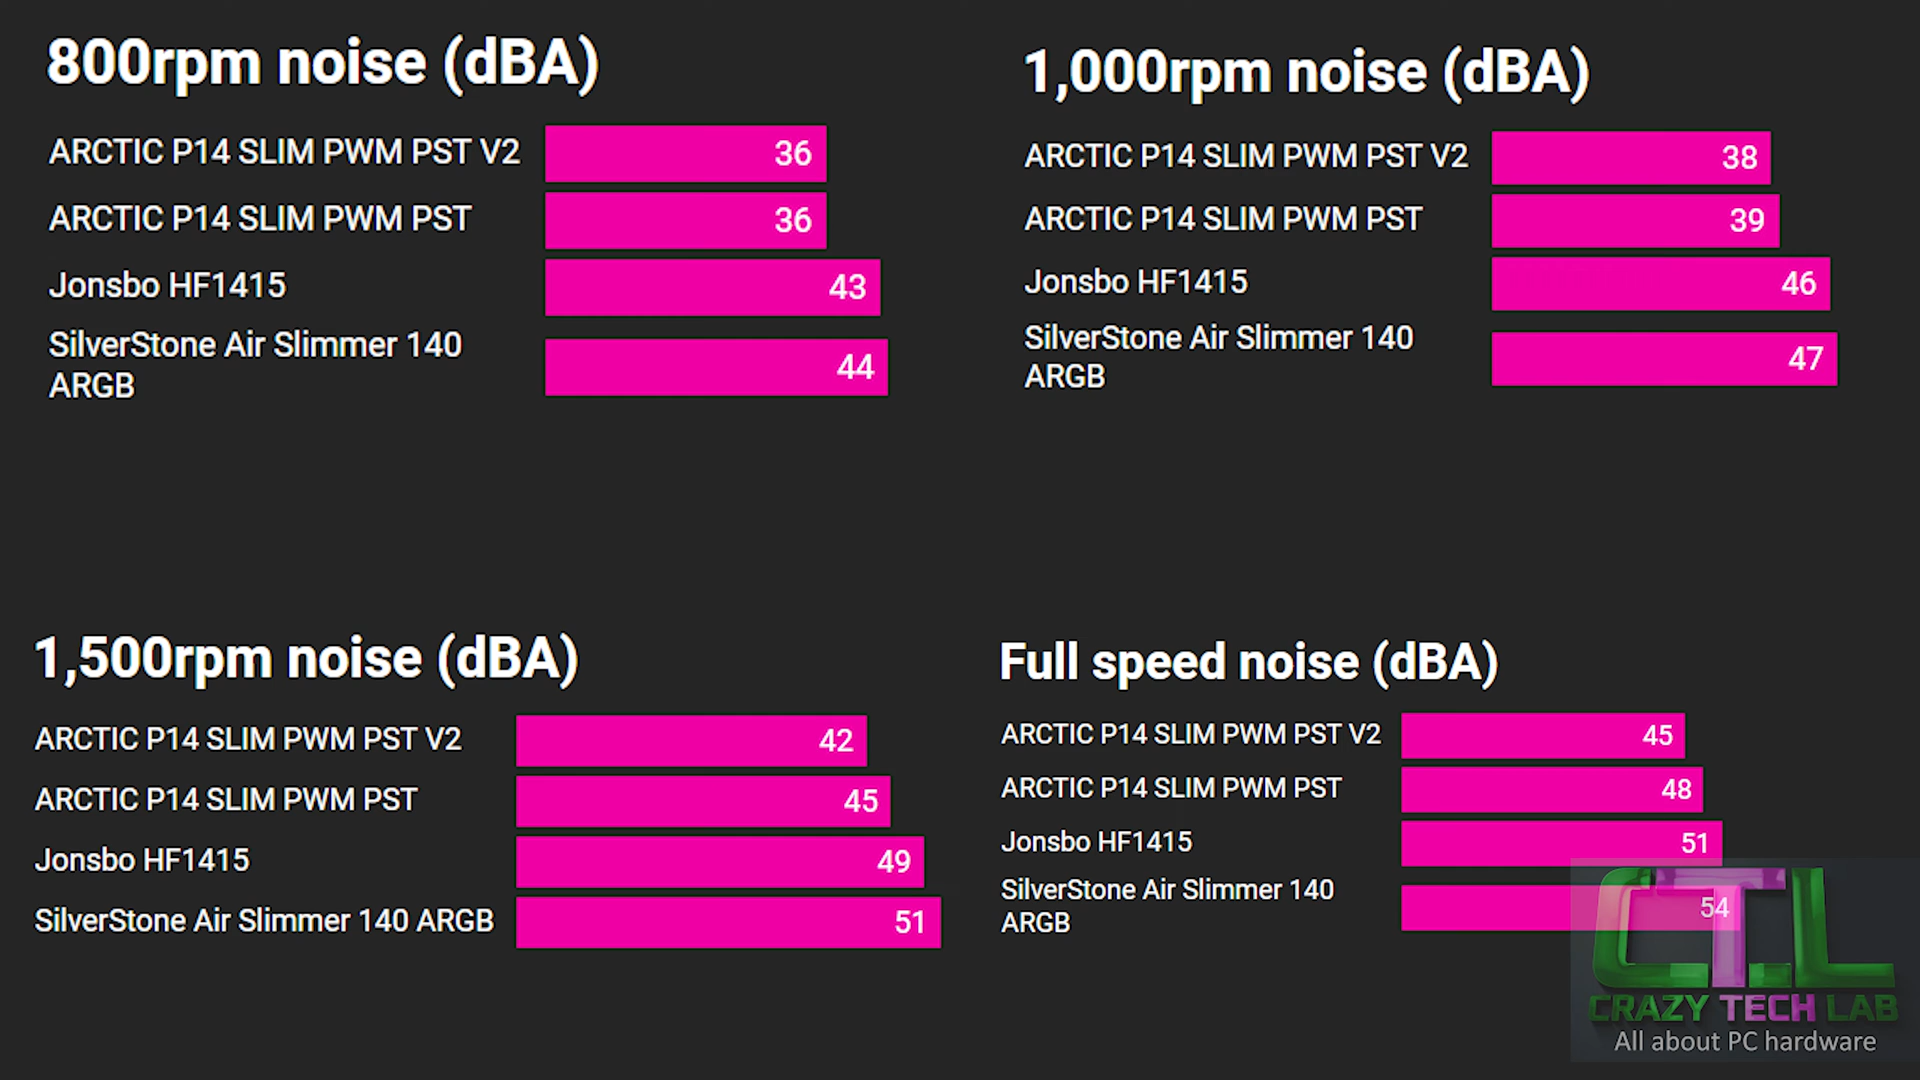 800rpm noise (dBA)
ARCTIC P14 SLIM PWM PST V2 36
ARCTIC P14 SLIM PWM PST 36
Jonsbo HF1415 43
SilverStone Air Slimmer 140
ARGB 44
1,000rpm noise (dBA)
ARCTIC P14 SLIM PWM PST V2 38
ARCTIC P14 SLIM PWM PST 39
Jonsbo HF1415 46
SilverStone Air Slimmer 140
ARGB 47
1,500rpm noise (dBA)
ARCTIC P14 SLIM PWM PST V2 42
ARCTIC P14 SLIM PWM PST 45
Jonsbo HF1415 49
SilverStone Air Slimmer 140 ARGB 51
Full speed noise (dBA)
ARCTIC P14 SLIM PWM PST V2 45
ARCTIC P14 SLIM PWM PST 48
Jonsbo HF1415 51
SilverStone Air Slimmer 140
ARGB 54
CTL
CRAZY TECH LAB
All about PC hardware